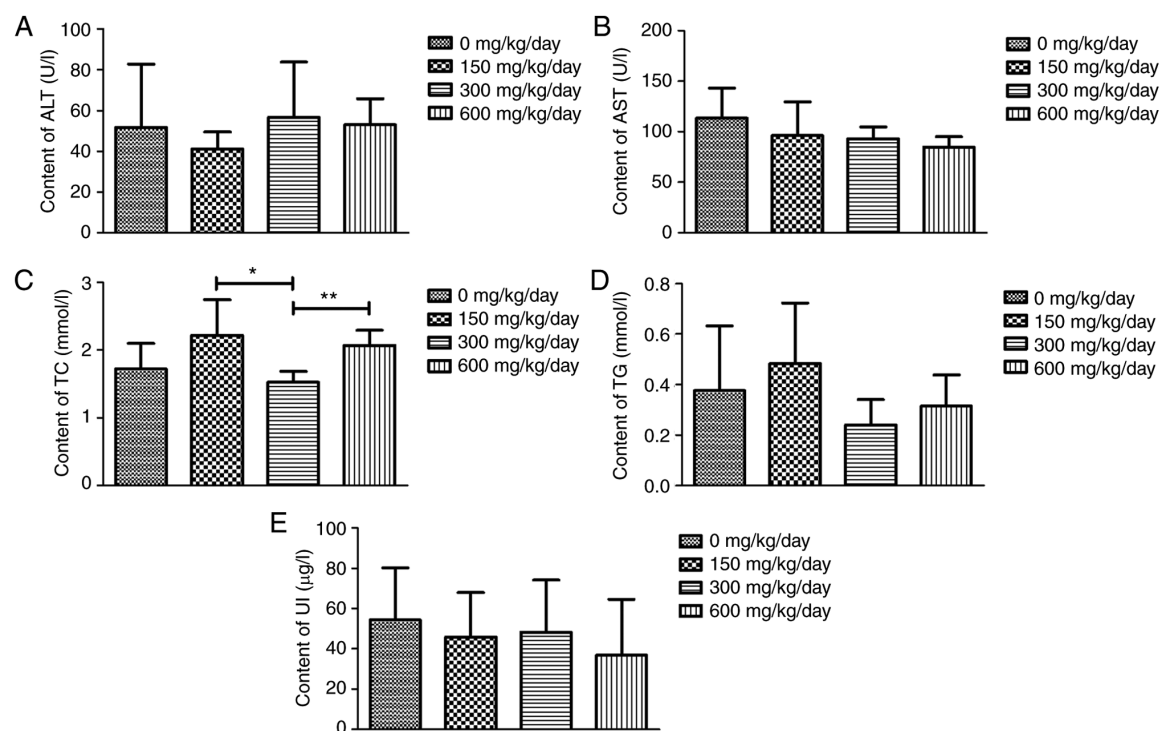 A
Content of ALT (U/l)
100
80
60
40
20
0
0 mg/kg/day
150 mg/kg/day
300 mg/kg/day
600 mg/kg/day
B
Content of AST (U/l)
200
150
100
50
0
0 mg/kg/day
150 mg/kg/day
300 mg/kg/day
600 mg/kg/day
C
Content of TC (mmol/l)
3
2
1
0
*
**
0 mg/kg/day
150 mg/kg/day
300 mg/kg/day
600 mg/kg/day
D
Content of TG (mmol/l)
0.8
0.6
0.4
0.2
0.0
0 mg/kg/day
150 mg/kg/day
300 mg/kg/day
600 mg/kg/day
E
Content of UI (µg/l)
100
80
60
40
20
0
0 mg/kg/day
150 mg/kg/day
300 mg/kg/day
600 mg/kg/day